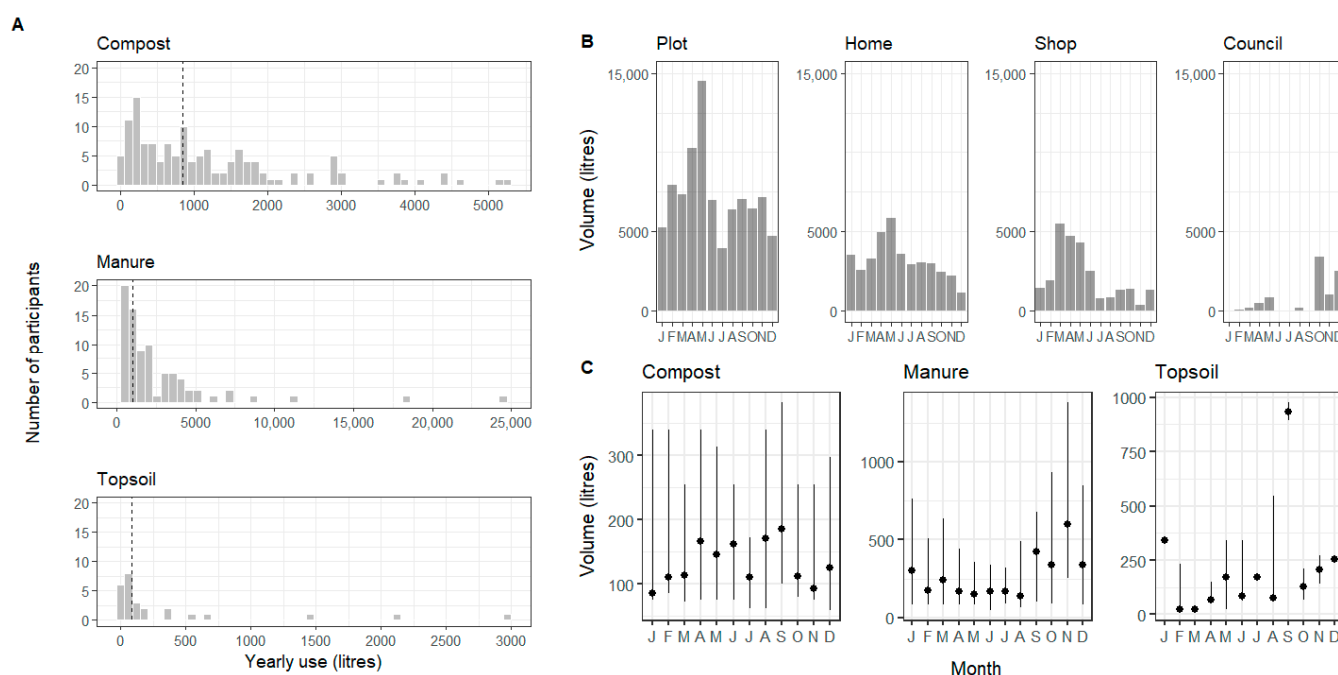 A
Compost
20
15
10
5
0
0 1000 2000 3000 4000 5000
Manure
20
15
10
5
0
0 5000 10,000 15,000 20,000 25,000
Topsoil
20
15
10
5
0
0 500 1000 1500 2000 2500 3000
Number of participants
Yearly use (litres)
B
Plot Home Shop Council
15,000 15,000 15,000 15,000
5000 5000 5000 5000
0 0 0 0
J FMAMJ J ASOND J FMAMJ J ASOND J FMAMJ J ASOND J FMAMJ J ASOND
Volume (litres)
C
Compost
300
200
100
J F M A M J J A S O N D
Manure
1000
500
0
J F M A M J J A S O N D
Topsoil
1000
750
500
250
0
J F M A M J J A S O N D
Volume (litres)
Month